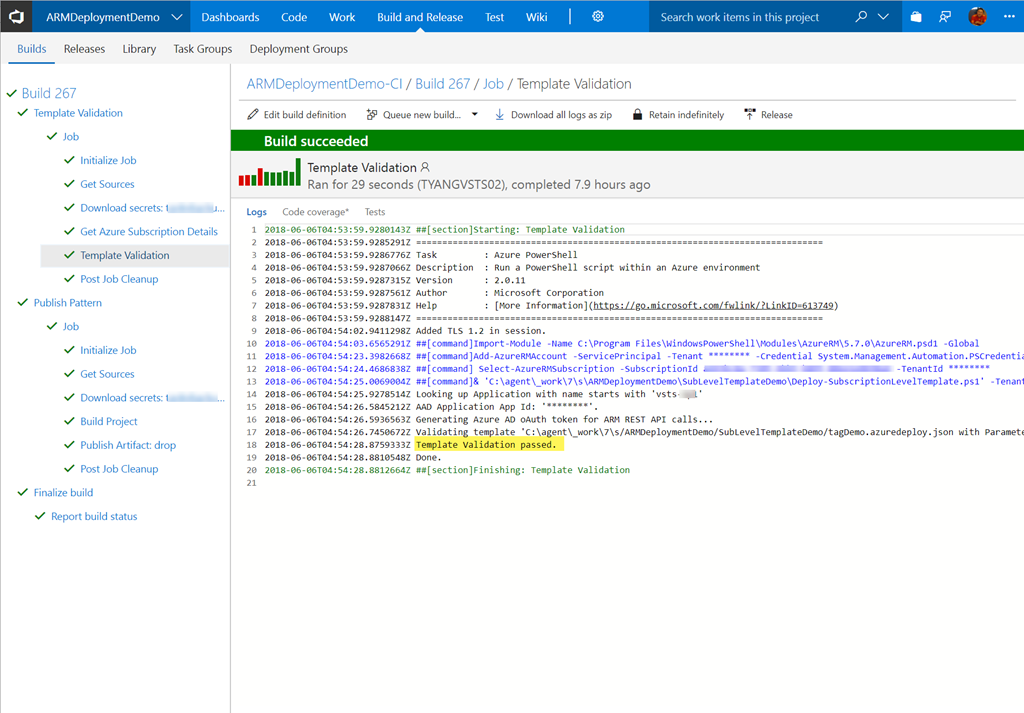 ARMDeploymentDemo
Dashboards Code Work Build and Release Test Wiki
Search work items in this project
Builds Releases Library Task Groups Deployment Groups
Build 267
Template Validation
Job
Initialize Job
Get Sources
Download secrets:
Get Azure Subscription Details
Template Validation
Post Job Cleanup
Publish Pattern
Job
Initialize Job
Get Sources
Download secrets:
Build Project
Publish Artifact: drop
Post Job Cleanup
Finalize build
Report build status
ARMDeploymentDemo-CI / Build 267 / Job / Template Validation
Edit build definition Queue new build... Download all logs as zip Retain indefinitely Release
Build succeeded
Template Validation
Ran for 29 seconds (TYANGVSTS02), completed 7.9 hours ago
Logs Code coverage* Tests
1 2018-06-06T04:53:59.9280143Z ##[section]Starting: Template Validation
2 2018-06-06T04:53:59.9285291Z ==============================================================================
3 2018-06-06T04:53:59.9286776Z Task : Azure PowerShell
4 2018-06-06T04:53:59.9287066Z Description : Run a PowerShell script within an Azure environment
5 2018-06-06T04:53:59.9287315Z Version : 2.0.11
6 2018-06-06T04:53:59.9287561Z Author : Microsoft Corporation
7 2018-06-06T04:53:59.9287831Z Help : [More Information](https://go.microsoft.com/fwlink/?LinkID=613749)
8 2018-06-06T04:53:59.9288147Z ==============================================================================
9 2018-06-06T04:54:02.9411298Z Added TLS 1.2 in session.
10 2018-06-06T04:54:03.6565291Z ##[command]Import-Module -Name C:\Program Files\WindowsPowerShell\Modules\AzureRM\5.7.0\AzureRM.psd1 -Global
11 2018-06-06T04:54:23.3982668Z ##[command]Add-AzureRMAccount -ServicePrincipal -Tenant ******** -Credential System.Management.Automation.PSCredentia
12 2018-06-06T04:54:24.4686838Z ##[command] Select-AzureRMSubscription -SubscriptionId -TenantId ********
13 2018-06-06T04:54:25.0069004Z ##[command]& 'C:\agent\_work\7\s\ARMDeploymentDemo\SubLevelTemplateDemo\Deploy-SubscriptionLevelTemplate.ps1' -Tenan
14 2018-06-06T04:54:25.9278514Z Looking up Application with name starts with 'vsts-
15 2018-06-06T04:54:26.5845212Z AAD Application App Id: '********'.
16 2018-06-06T04:54:26.5936563Z Generating Azure AD oAuth token for ARM REST API calls...
17 2018-06-06T04:54:26.7450672Z Validating template 'C:\agent\_work\7\s/ARMDeploymentDemo/SubLevelTemplateDemo/tagDemo.azuredeploy.json with Parame
18 2018-06-06T04:54:28.8759333Z Template Validation passed.
19 2018-06-06T04:54:28.8810548Z Done.
20 2018-06-06T04:54:28.8812664Z ##[section]Finishing: Template Validation
21